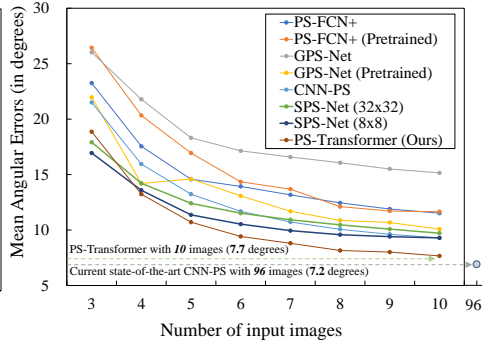 30
25
20
15
10
5
Mean Angular Errors (in degrees)
PS-FCN+
PS-FCN+ (Pretrained)
GPS-Net
GPS-Net (Pretrained)
CNN-PS
SPS-Net (32x32)
SPS-Net (8x8)
PS-Transformer (Ours)
PS-Transformer with 10 images (7.7 degrees)
Current state-of-the-art CNN-PS with 96 images (7.2 degrees)
3 4 5 6 7 8 9 10 96
Number of input images